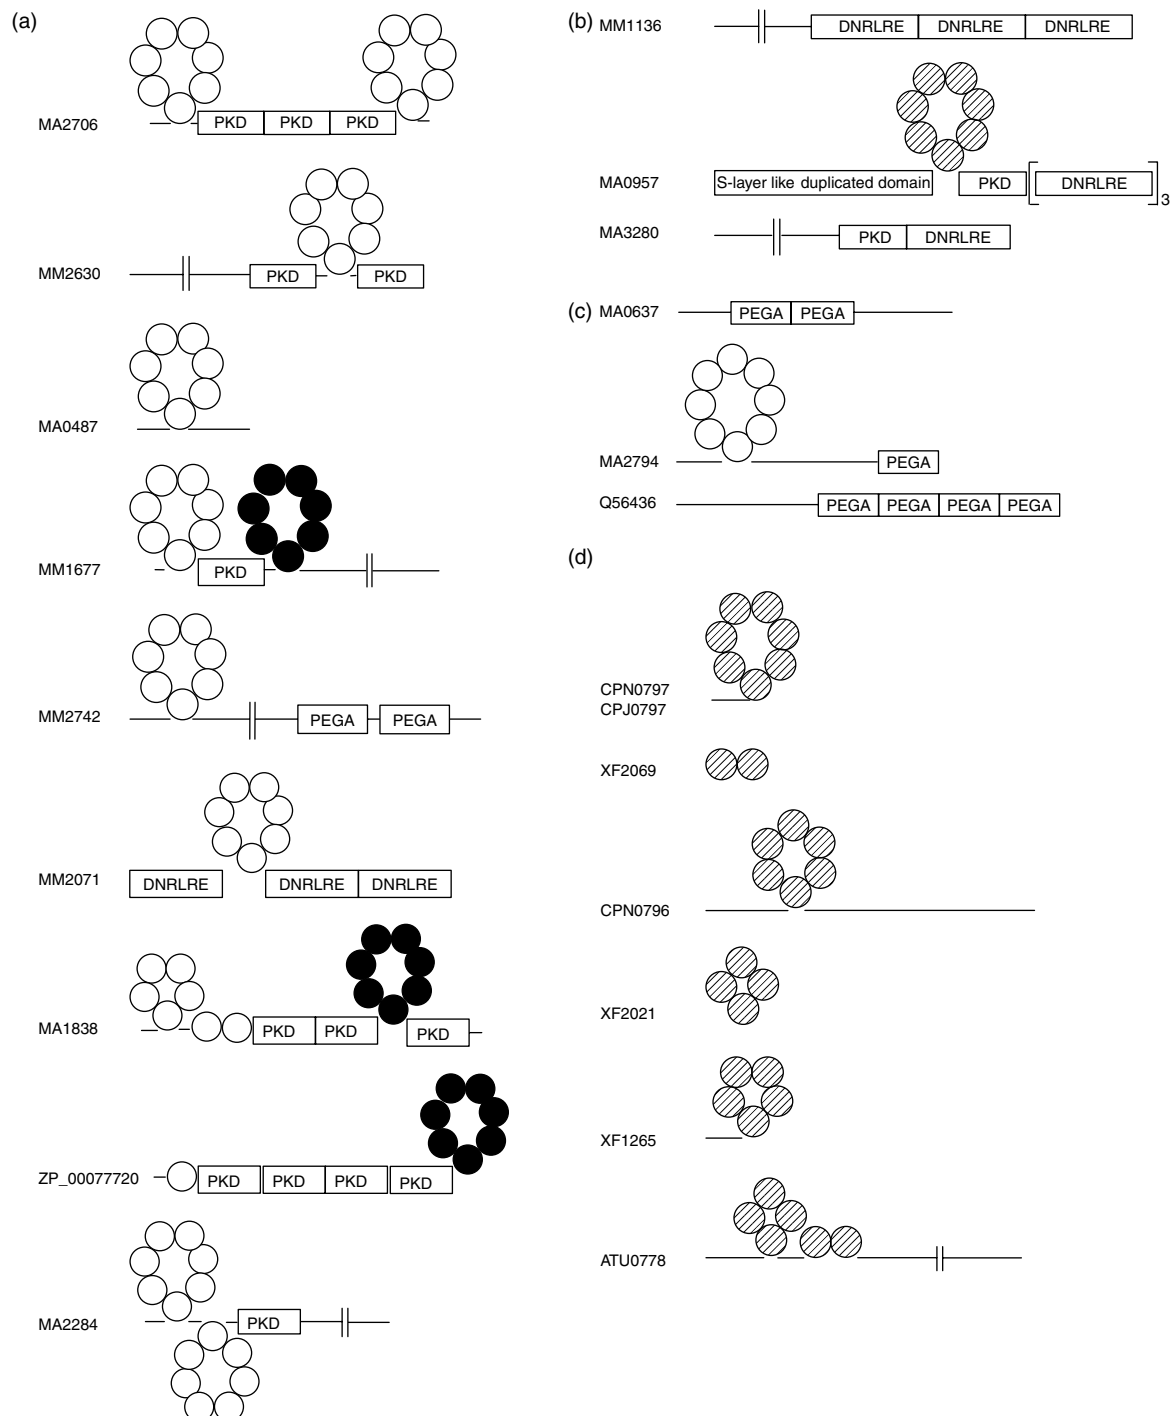 (a)
MA2706
PKD PKD PKD
MM2630
PKD PKD
MA0487
MM1677
PKD
MM2742
PEGA PEGA
MM2071
DNRLRE DNRLRE DNRLRE
MA1838
PKD PKD PKD
ZP_00077720
PKD PKD PKD PKD
MA2284
PKD
(b)
MM1136
DNRLRE DNRLRE DNRLRE
MA0957
S-layer like duplicated domain PKD DNRLRE 3
MA3280
PKD DNRLRE
(c)
MA0637
PEGA PEGA
MA2794
PEGA
Q56436
PEGA PEGA PEGA PEGA
(d)
CPN0797
CPJ0797
XF2069
CPN0796
XF2021
XF1265
ATU0778